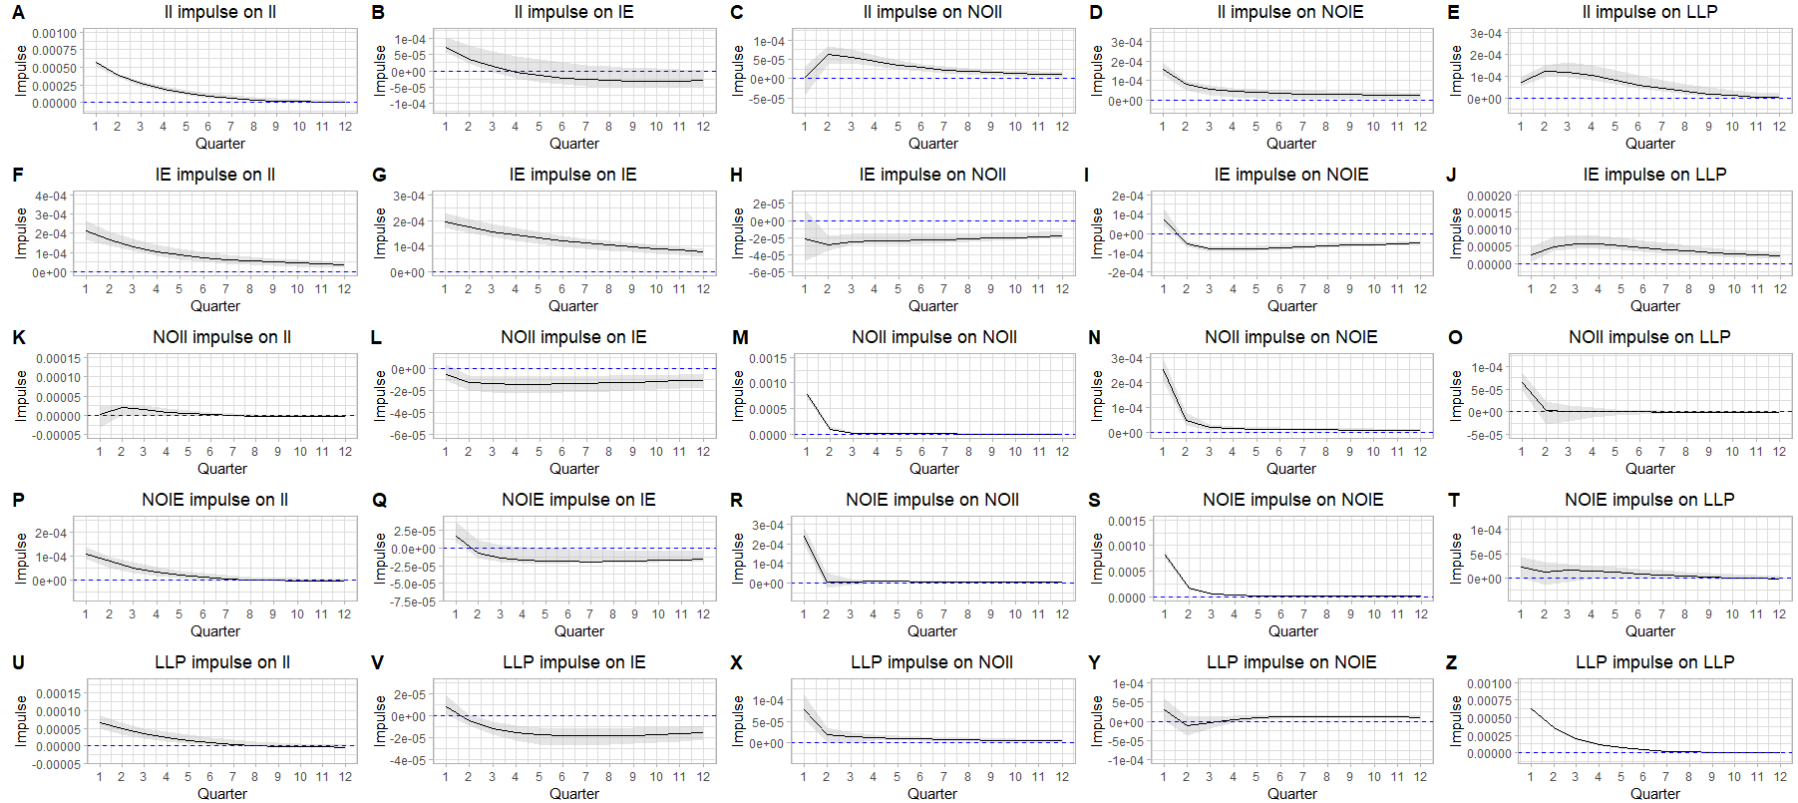 A II impulse on II
Impulse
0.00100
0.00075
0.00050
0.00025
0.00000
1 2 3 4 5 6 7 8 9 10 11 12
Quarter
B II impulse on IE
Impulse
1e-04
5e-05
0e+00
-5e-05
-1e-04
1 2 3 4 5 6 7 8 9 10 11 12
Quarter
C II impulse on NOII
Impulse
1e-04
5e-05
0e+00
-5e-05
1 2 3 4 5 6 7 8 9 10 11 12
Quarter
D II impulse on NOIE
Impulse
3e-04
2e-04
1e-04
0e+00
1 2 3 4 5 6 7 8 9 10 11 12
Quarter
E II impulse on LLP
Impulse
3e-04
2e-04
1e-04
0e+00
1 2 3 4 5 6 7 8 9 10 11 12
Quarter
F IE impulse on II
Impulse
4e-04
3e-04
2e-04
1e-04
0e+00
1 2 3 4 5 6 7 8 9 10 11 12
Quarter
G IE impulse on IE
Impulse
3e-04
2e-04
1e-04
0e+00
1 2 3 4 5 6 7 8 9 10 11 12
Quarter
H IE impulse on NOII
Impulse
2e-05
0e+00
-2e-05
-4e-05
-6e-05
1 2 3 4 5 6 7 8 9 10 11 12
Quarter
I IE impulse on NOIE
Impulse
2e-04
1e-04
0e+00
-1e-04
-2e-04
1 2 3 4 5 6 7 8 9 10 11 12
Quarter
J IE impulse on LLP
Impulse
0.00020
0.00015
0.00010
0.00005
0.00000
1 2 3 4 5 6 7 8 9 10 11 12
Quarter
K NOII impulse on II
Impulse
0.00015
0.00010
0.00005
0.00000
-0.00005
1 2 3 4 5 6 7 8 9 10 11 12
Quarter
L NOII impulse on IE
Impulse
0e+00
-2e-05
-4e-05
-6e-05
1 2 3 4 5 6 7 8 9 10 11 12
Quarter
M NOII impulse on NOII
Impulse
0.0015
0.0010
0.0005
0.0000
1 2 3 4 5 6 7 8 9 10 11 12
Quarter
N NOII impulse on NOIE
Impulse
3e-04
2e-04
1e-04
0e+00
1 2 3 4 5 6 7 8 9 10 11 12
Quarter
O NOII impulse on LLP
Impulse
1e-04
5e-05
0e+00
-5e-05
1 2 3 4 5 6 7 8 9 10 11 12
Quarter
P NOIE impulse on II
Impulse
2e-04
1e-04
0e+00
1 2 3 4 5 6 7 8 9 10 11 12
Quarter
Q NOIE impulse on IE
Impulse
2.5e-05
0.0e+00
-2.5e-05
-5.0e-05
-7.5e-05
1 2 3 4 5 6 7 8 9 10 11 12
Quarter
R NOIE impulse on NOII
Impulse
3e-04
2e-04
1e-04
0e+00
1 2 3 4 5 6 7 8 9 10 11 12
Quarter
S NOIE impulse on NOIE
Impulse
0.0015
0.0010
0.0005
0.0000
1 2 3 4 5 6 7 8 9 10 11 12
Quarter
T NOIE impulse on LLP
Impulse
1e-04
5e-05
0e+00
1 2 3 4 5 6 7 8 9 10 11 12
Quarter
U LLP impulse on II
Impulse
0.00015
0.00010
0.00005
0.00000
-0.00005
1 2 3 4 5 6 7 8 9 10 11 12
Quarter
V LLP impulse on IE
Impulse
2e-05
0e+00
-2e-05
-4e-05
1 2 3 4 5 6 7 8 9 10 11 12
Quarter
X LLP impulse on NOII
Impulse
1e-04
5e-05
0e+00
1 2 3 4 5 6 7 8 9 10 11 12
Quarter
Y LLP impulse on NOIE
Impulse
1e-04
5e-05
0e+00
-5e-05
-1e-04
1 2 3 4 5 6 7 8 9 10 11 12
Quarter
Z LLP impulse on LLP
Impulse
0.00100
0.00075
0.00050
0.00025
0.00000
1 2 3 4 5 6 7 8 9 10 11 12
Quarter